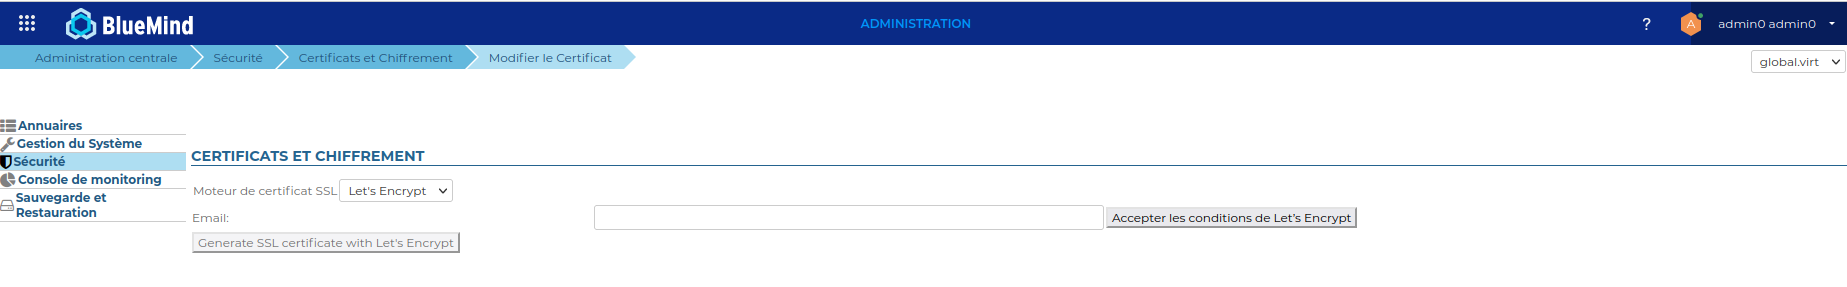 BlueMind
ADMINISTRATION
?
A
admin0 admin0
Administration centrale
Sécurité
Certificats et Chiffrement
Modifier le Certificat
global.virt
Annuaires
Gestion du Système
Sécurité
Console de monitoring
Sauvegarde et
Restauration
CERTIFICATS ET CHIFFREMENT
Moteur de certificat SSL
Let's Encrypt
Email:
Accepter les conditions de Let's Encrypt
Generate SSL certificate with Let's Encrypt